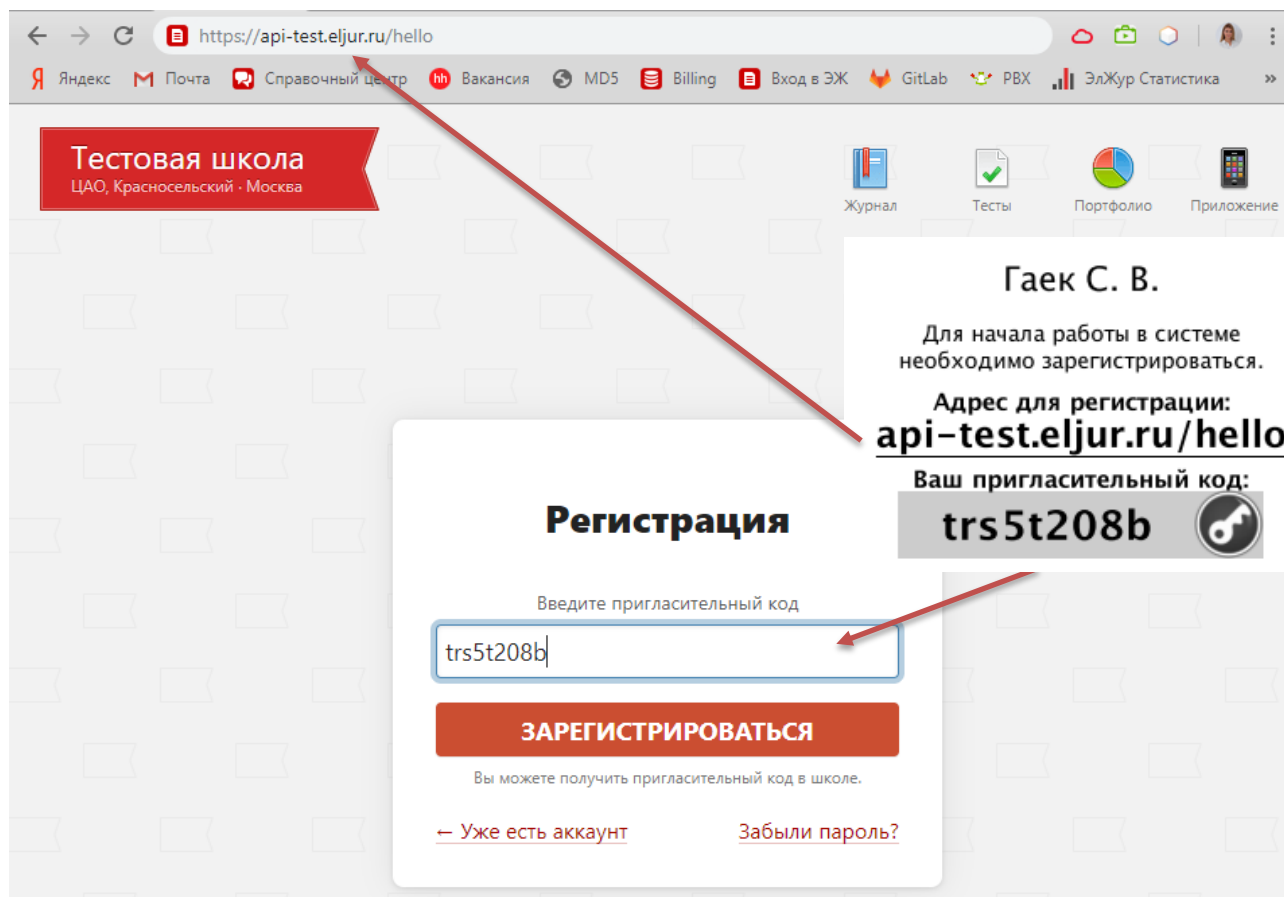 https://api-test.eljur.ru/hello
Яндекс Почта Справочный центр hh Вакансия MD5 Billing Вход в ЭЖ GitLab PBX ЭлЖур Статистика »
Тестовая школа
ЦАО, Красносельский · Москва
Журнал Тесты Портфолио Приложение
Гаек С. В.
Для начала работы в системе
необходимо зарегистрироваться.
Адрес для регистрации:
api-test.eljur.ru/hello
Ваш пригласительный код:
trs5t208b
Регистрация
Введите пригласительный код
trs5t208b
ЗАРЕГИСТРИРОВАТЬСЯ
Вы можете получить пригласительный код в школе.
← Уже есть аккаунт Забыли пароль?